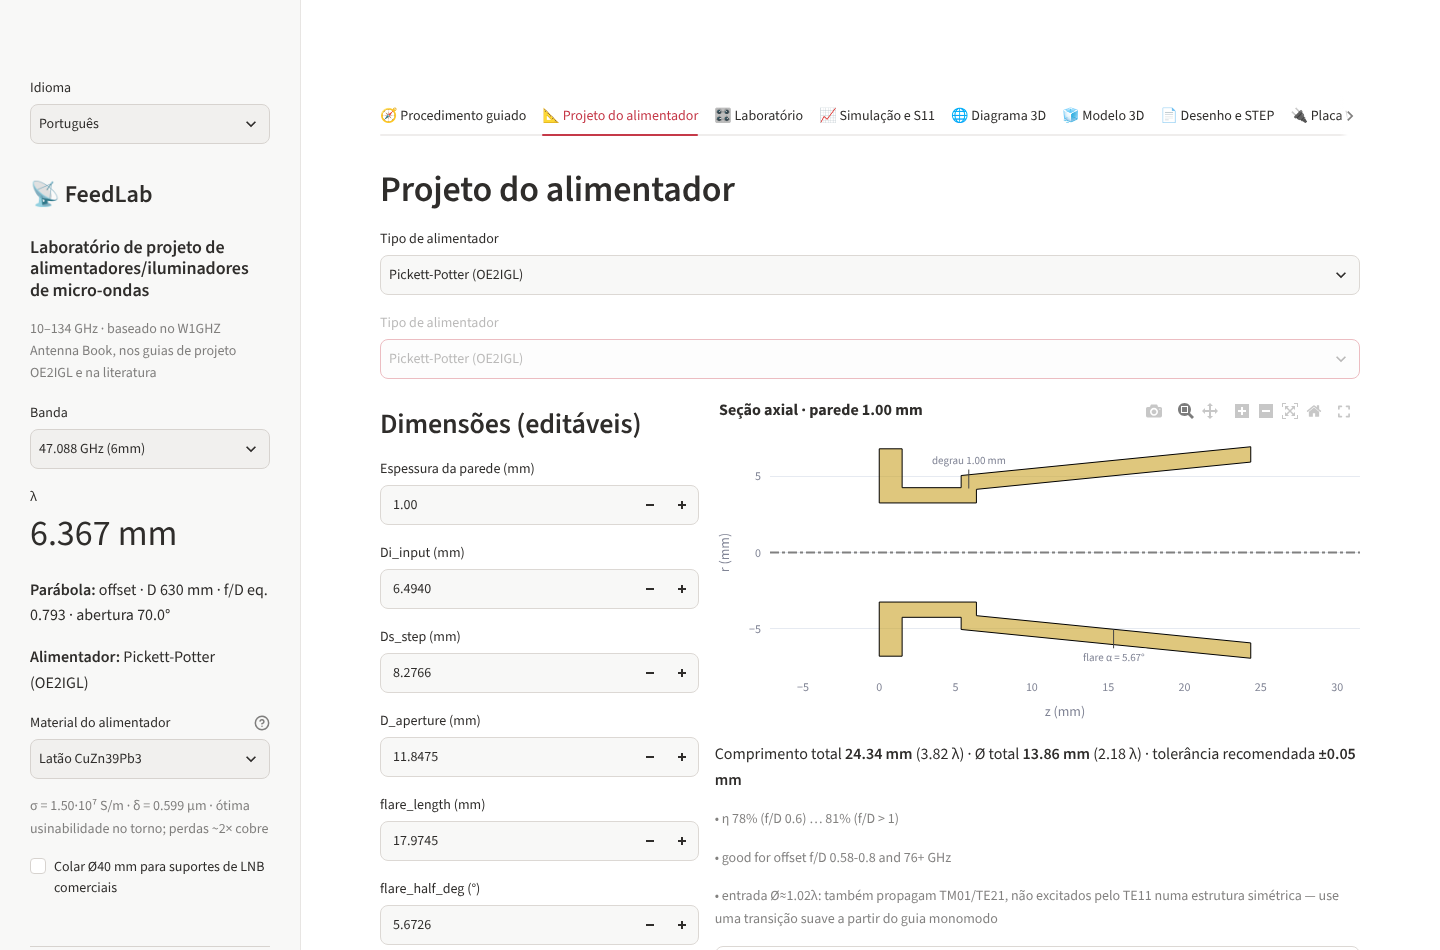 Idioma
Português
📡 FeedLab
Laboratório de projeto de
alimentadores/iluminadores
de micro-ondas
10–134 GHz · baseado no W1GHZ
Antenna Book, nos guias de projeto
OE2IGL e na literatura
Banda
47.088 GHz (6mm)
λ
6.367 mm
Parábola: offset · D 630 mm · f/D eq.
0.793 · abertura 70.0°
Alimentador: Pickett-Potter
(OE2IGL)
Material do alimentador
Latão CuZn39Pb3
σ = 1.50·10⁷ S/m · δ = 0.599 µm · ótima
usinabilidade no torno; perdas ~2× cobre
Colar Ø40 mm para suportes de LNB
comerciais
🧭 Procedimento guiado 📐 Projeto do alimentador 🎛️ Laboratório 📈 Simulação e S11 🌐 Diagrama 3D 🧊 Modelo 3D 📄 Desenho e STEP 🔌 Placa
Projeto do alimentador
Tipo de alimentador
Pickett-Potter (OE2IGL)
Tipo de alimentador
Pickett-Potter (OE2IGL)
Dimensões (editáveis)
Espessura da parede (mm)
1.00
Di_input (mm)
6.4940
Ds_step (mm)
8.2766
D_aperture (mm)
11.8475
flare_length (mm)
17.9745
flare_half_deg (°)
5.6726
Seção axial · parede 1.00 mm
degrau 1.00 mm
5
0
−5
r (mm)
flare α = 5.67°
−5 0 5 10 15 20 25 30
z (mm)
Comprimento total 24.34 mm (3.82 λ) · Ø total 13.86 mm (2.18 λ) · tolerância recomendada ±0.05
mm
• η 78% (f/D 0.6) … 81% (f/D > 1)
• good for offset f/D 0.58-0.8 and 76+ GHz
• entrada Ø≈1.02λ: também propagam TM01/TE21, não excitados pelo TE11 numa estrutura simétrica — use
uma transição suave a partir do guia monomodo